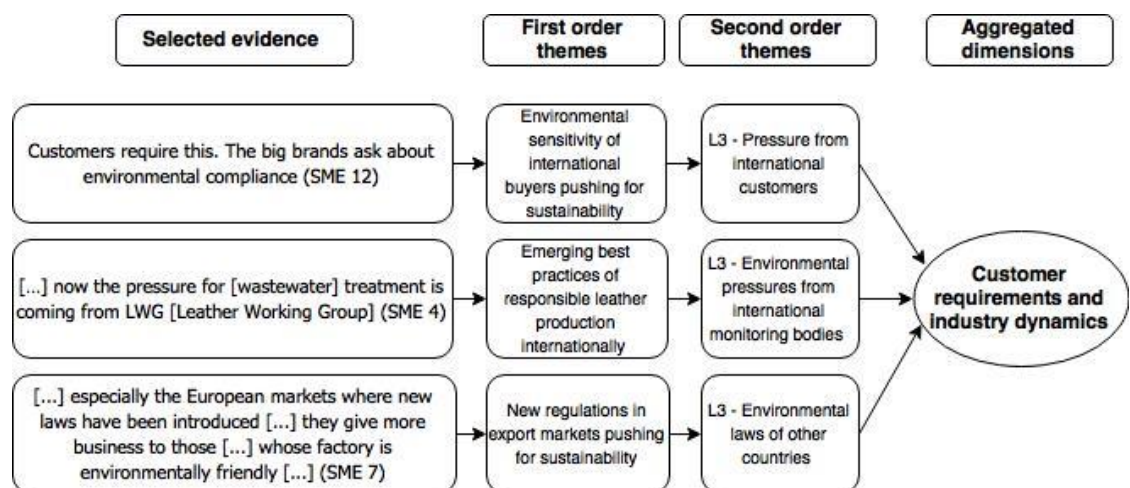 Selected evidence
First order
themes
Second order
themes
Aggregated
dimensions
Customers require this. The big brands ask about
environmental compliance (SME 12)
Environmental
sensitivity of
international
buyers pushing for
sustainability
L3 - Pressure from
international
customers
[...] now the pressure for [wastewater] treatment is
coming from LWG [Leather Working Group] (SME 4)
Emerging best
practices of
responsible leather
production
internationally
L3 - Environmental
pressures from
international
monitoring bodies
[...] especially the European markets where new
laws have been introduced [...] they give more
business to those [...] whose factory is
environmentally friendly [...] (SME 7)
New regulations in
export markets pushing
for sustainability
L3 - Environmental
laws of other
countries
Customer
requirements and
industry dynamics